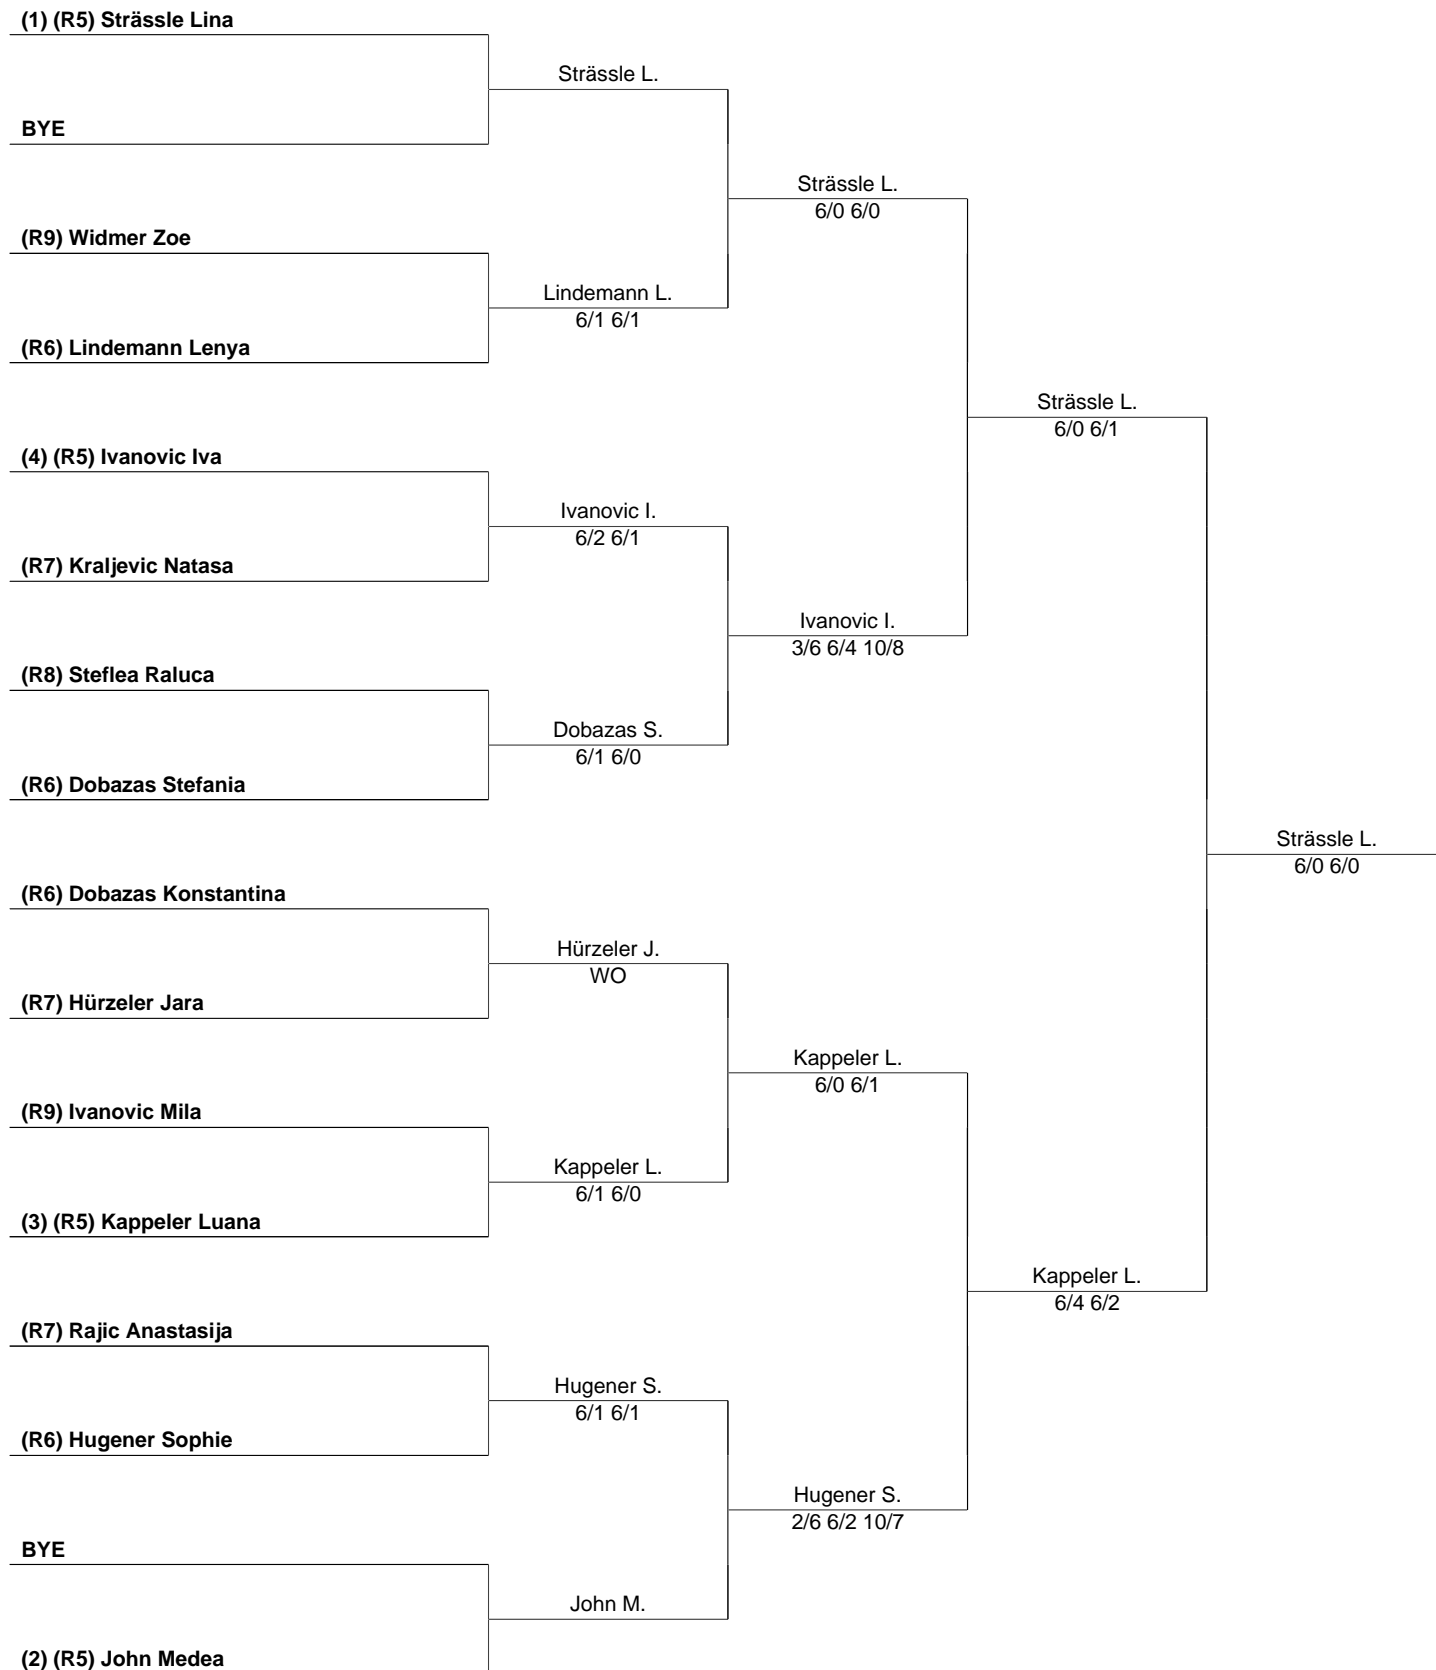 (1) (R5) Strässle Lina
Strässle L.
BYE
Strässle L.
6/0 6/0
(R9) Widmer Zoe
Lindemann L.
6/1 6/1
(R6) Lindemann Lenya
Strässle L.
6/0 6/1
(4) (R5) Ivanovic Iva
Ivanovic I.
6/2 6/1
(R7) Kraljevic Natasa
Ivanovic I.
3/6 6/4 10/8
(R8) Steflea Raluca
Dobazas S.
6/1 6/0
(R6) Dobazas Stefania
Strässle L.
6/0 6/0
(R6) Dobazas Konstantina
Hürzeler J.
WO
(R7) Hürzeler Jara
Kappeler L.
6/0 6/1
(R9) Ivanovic Mila
Kappeler L.
6/1 6/0
(3) (R5) Kappeler Luana
Kappeler L.
6/4 6/2
(R7) Rajic Anastasija
Hugener S.
6/1 6/1
(R6) Hugener Sophie
Hugener S.
2/6 6/2 10/7
BYE
John M.
(2) (R5) John Medea